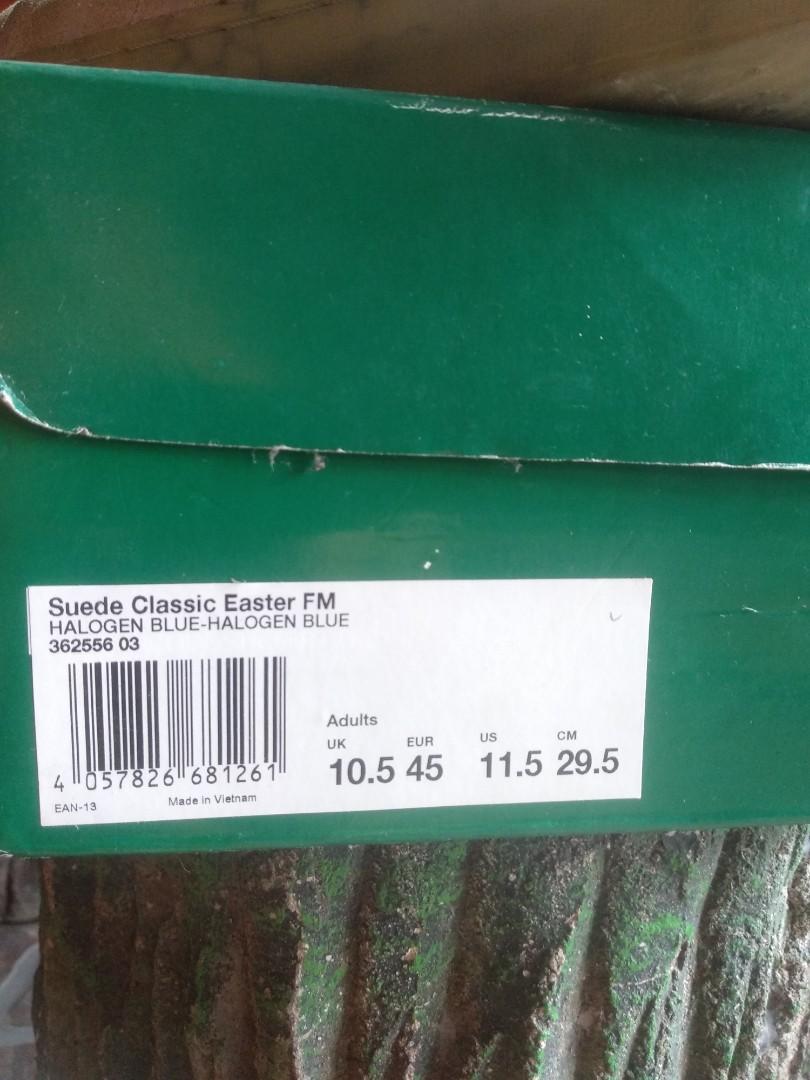 Suede Classic Easter FM
HALOGEN BLUE-HALOGEN BLUE
362556 03
4 057826 681261
EAN-13
Made in Vietnam
Adults
UK EUR US CM
10.5 45 11.5 29.5